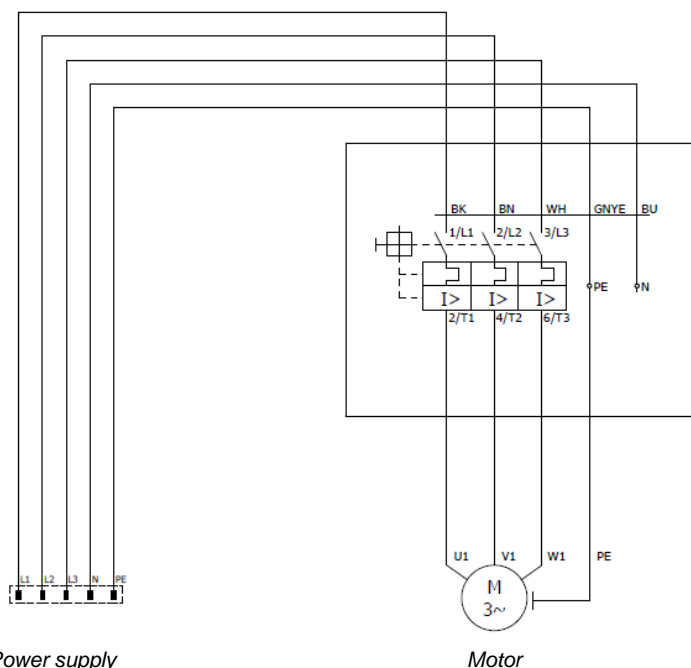 BK BN WH GNYE BU
1/L1 2/L2 3/L3
I> I> I> PE N
2/T1 4/T2 6/T3
U1 V1 W1 PE
L1 L2 L3 N PE
M
3~
Power supply Motor